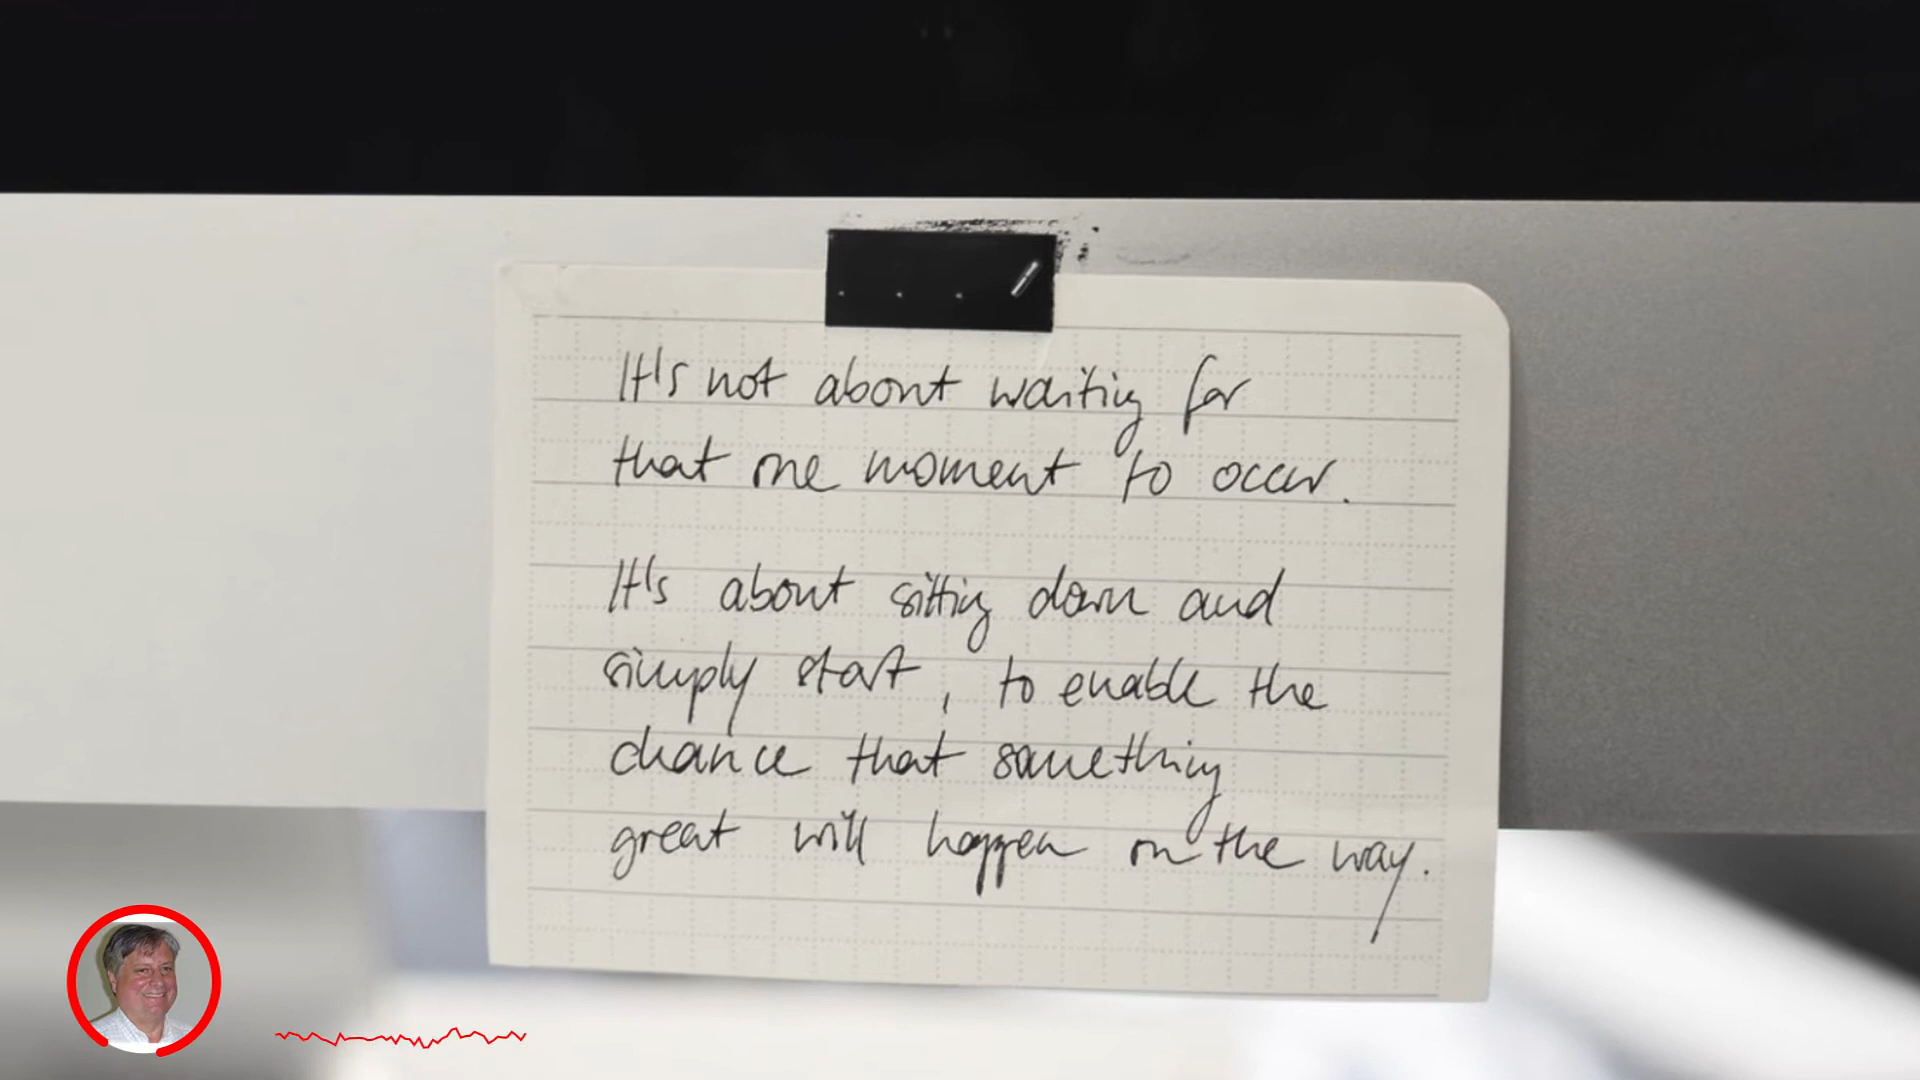 It's not about waiting for
that one moment to occur.
It's about sitting down and
simply start, to enable the
chance that something
great will happen on the way.